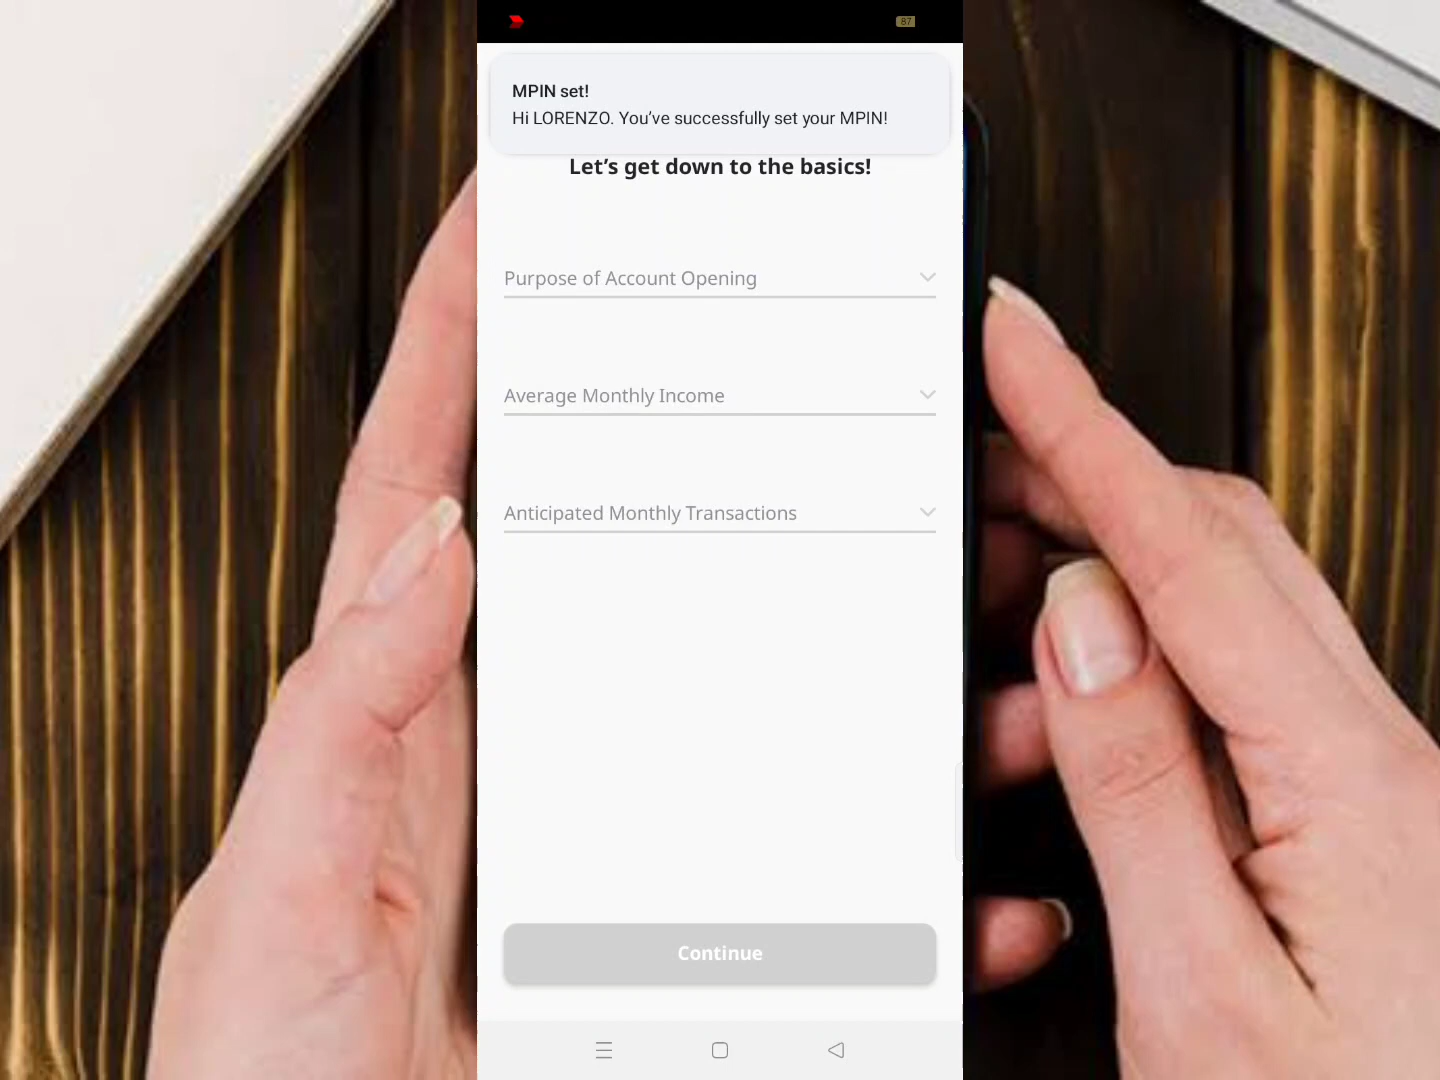 87
MPIN set!
Hi LORENZO. You’ve successfully set your MPIN!
Let’s get down to the basics!
Purpose of Account Opening
Average Monthly Income
Anticipated Monthly Transactions
Continue